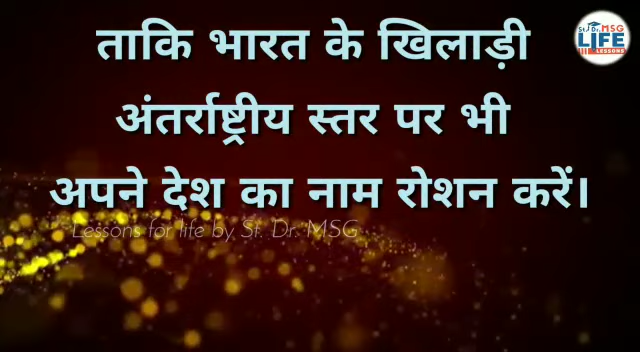 ताकि भारत के खिलाड़ी
St. Dr. MSG
LIFE
LESSONS
अंतर्राष्ट्रीय स्तर पर भी
अपने देश का नाम रोशन करें।
Lessons for life by St. Dr. MSG